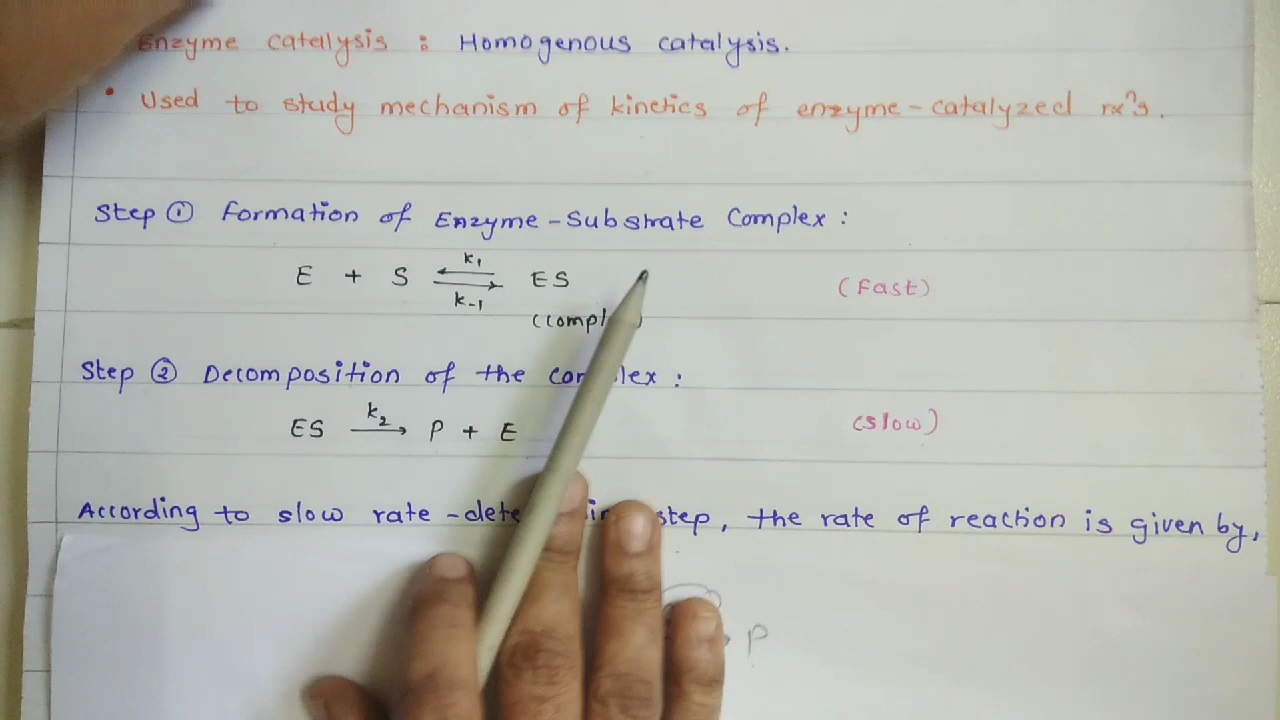 Enzyme catalysis : Homogenous catalysis.
• Used to study mechanism of kinetics of enzyme-catalyzed rx?s.
Step ① Formation of Enzyme-Substrate Complex :
E + S ⇌ ES (Fast)
k₁
k₋₁
Step ② Decomposition of the complex :
ES k₂→ P + E (slow)
According to slow step, the rate of reaction is given by,
P